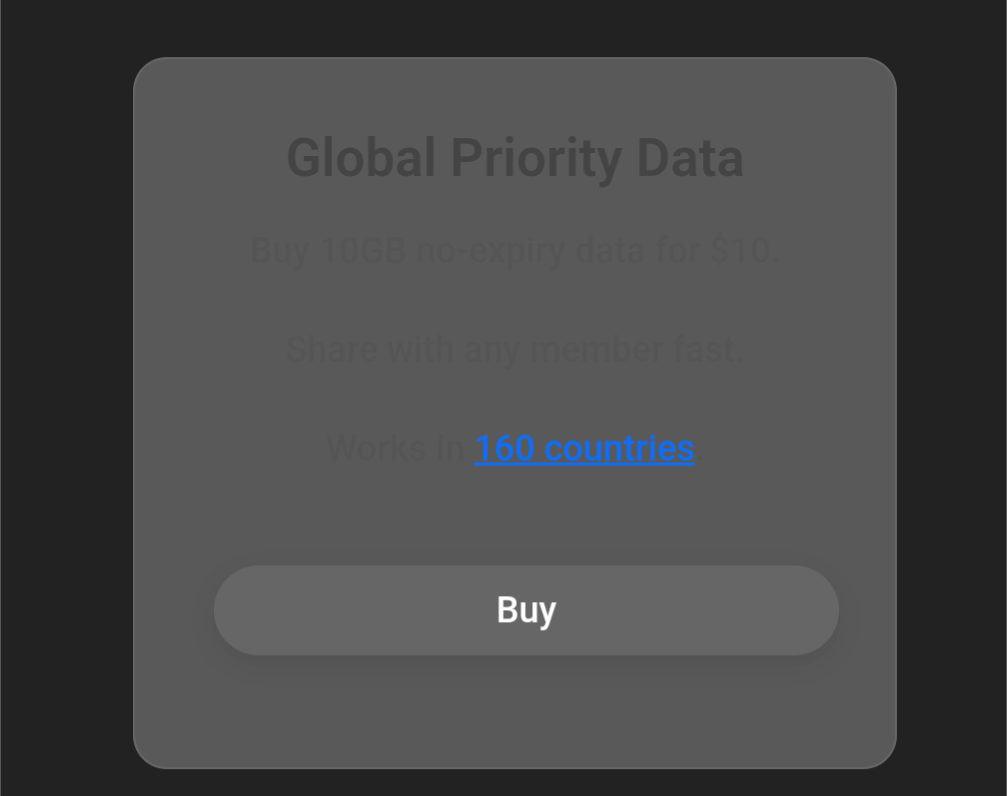 Global Priority Data
Buy 10GB no-expiry data for $10.
Share with any member fast.
Works in 160 countries
Buy